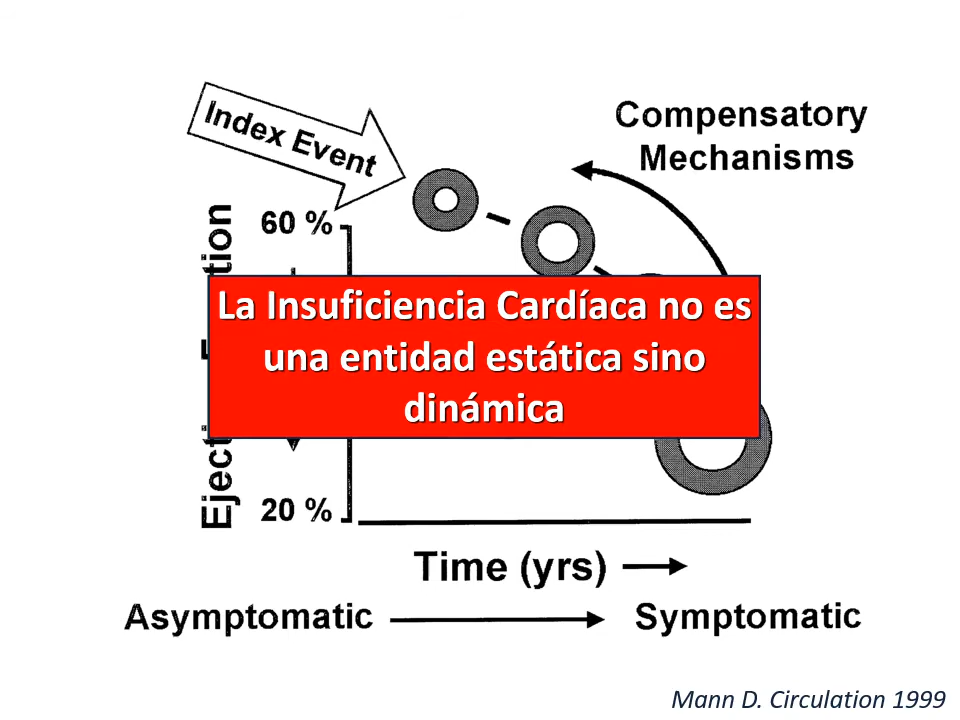 Index Event
Compensatory
Mechanisms
60 %
La Insuficiencia Cardíaca no es
una entidad estática sino
dinámica
20 %
Time (yrs)
Asymptomatic
Symptomatic
Mann D. Circulation 1999